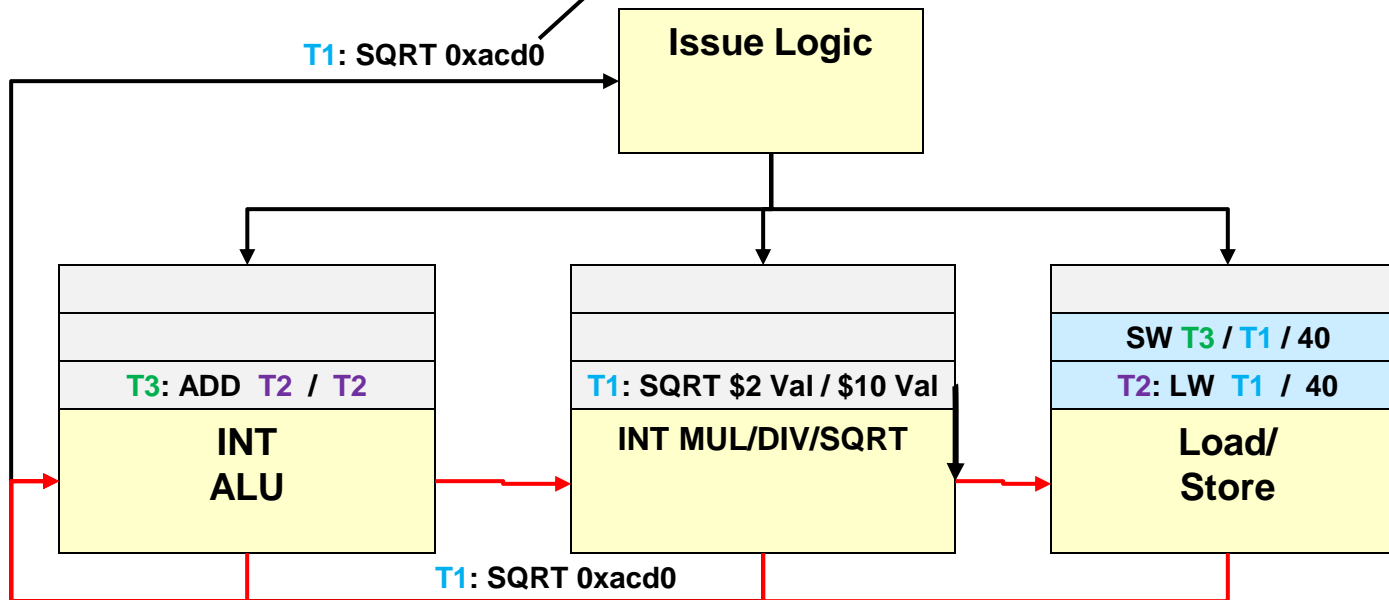 T1: SQRT 0xacd0
Issue Logic
T3: ADD T2 / T2
INT
ALU
T1: SQRT $2 Val / $10 Val
INT MUL/DIV/SQRT
SW T3 / T1 / 40
T2: LW T1 / 40
Load/
Store
T1: SQRT 0xacd0